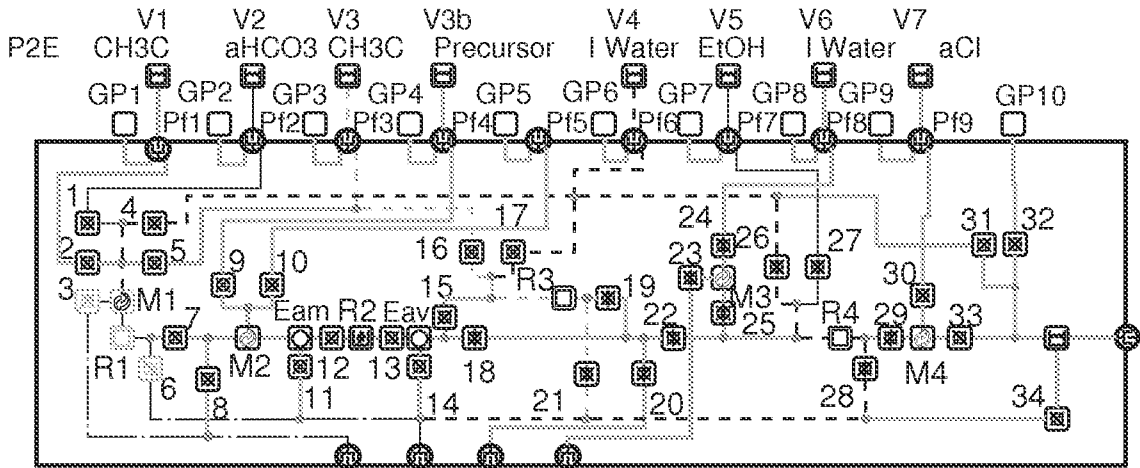 V1 V2 V3 V3b V4 V5 V6 V7
P2E CH3C aHCO3 CH3C Precursor I Water EtOH I Water aCl
GP1 GP2 GP3 GP4 GP5 GP6 GP7 GP8 GP9 GP10
Pf1 Pf2 Pf3 Pf4 Pf5 Pf6 Pf7 Pf8 Pf9
1 4 17 24 31 32
2 5 16 23 26 27
3 M1 9 10 15 R3 19 M3 30
7 Eam R2 Eav 22 25 R4 29 33
R1 6 M2 12 13 18 28 M4
8 11 14 21 20 34